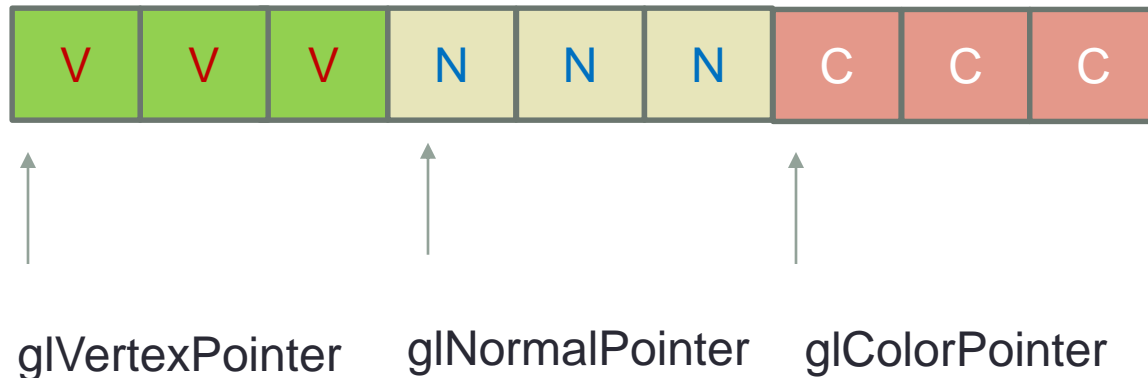 V V V N N N C C C
glVertexPointer glNormalPointer glColorPointer